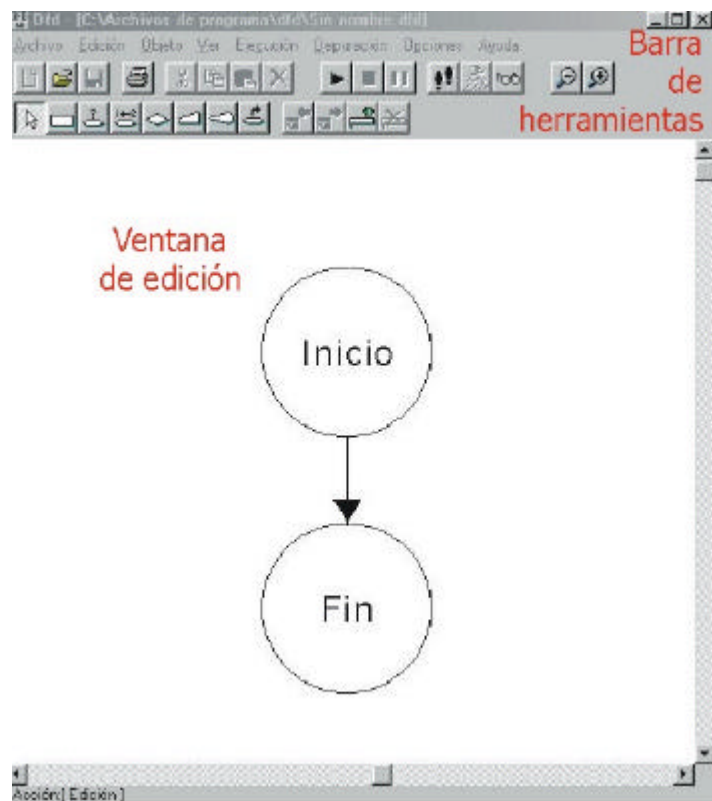 Dfd - [C:\Archivos de programa\dfd\Sin nombre.dfd]
Archivo Edición Objeto Ver Ejecución Depuración Opciones Ayuda
Barra
de
herramientas
Ventana
de edición
Inicio
Fin
Acción:[ Edición ]